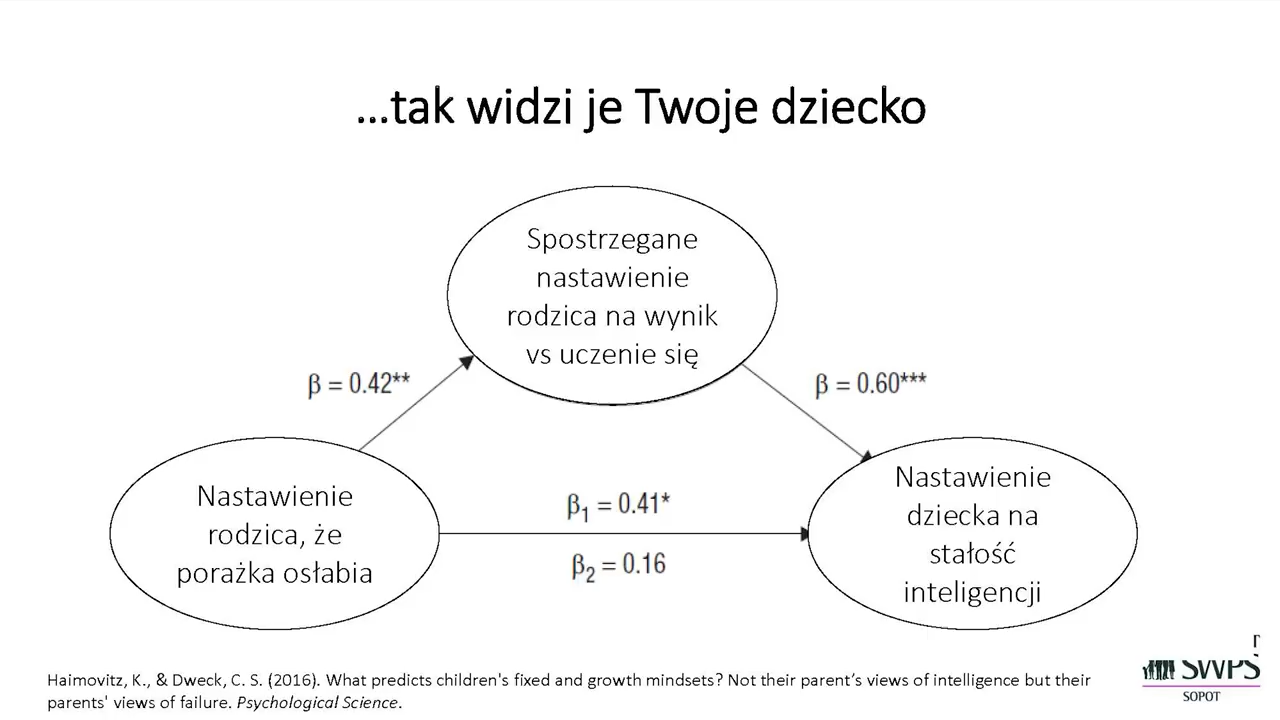 ...tak widzi je Twoje dziecko
Spostrzegane
nastawienie
rodzica na wynik
vs uczenie się
β = 0.42**
β = 0.60***
Nastawienie
rodzica, że
porażka osłabia
β₁ = 0.41*
β₂ = 0.16
Nastawienie
dziecka na
stałość
inteligencji
Haimovitz, K., & Dweck, C. S. (2016). What predicts children's fixed and growth mindsets? Not their parent’s views of intelligence but their
parents' views of failure. Psychological Science.
SWPS
SOPOT